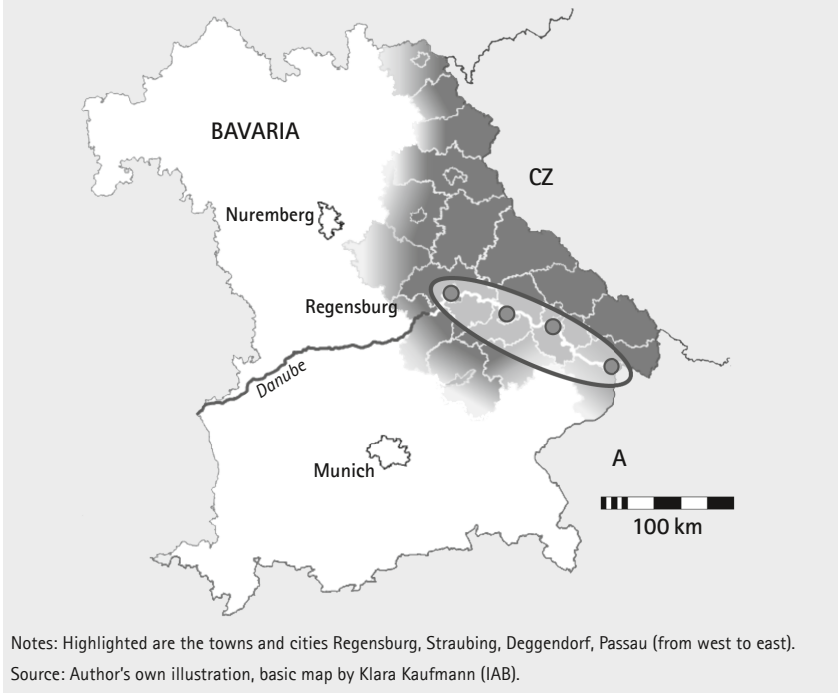 BAVARIA
CZ
Nuremberg
Regensburg
Danube
Munich
A
100 km
Notes: Highlighted are the towns and cities Regensburg, Straubing, Deggendorf, Passau (from west to east).
Source: Author's own illustration, basic map by Klara Kaufmann (IAB).